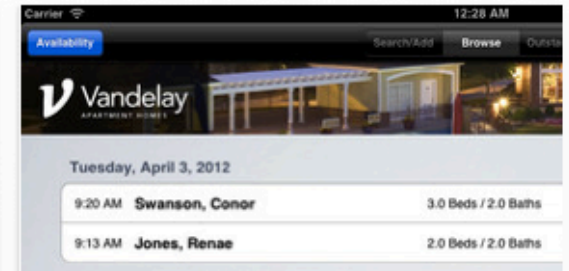 Carrier 12:28 AM
Availability Search/Add Browse
Vandelay
APARTMENT HOMES
Tuesday, April 3, 2012
9:20 AM Swanson, Conor 3.0 Beds / 2.0 Baths
9:13 AM Jones, Renae 2.0 Beds / 2.0 Baths